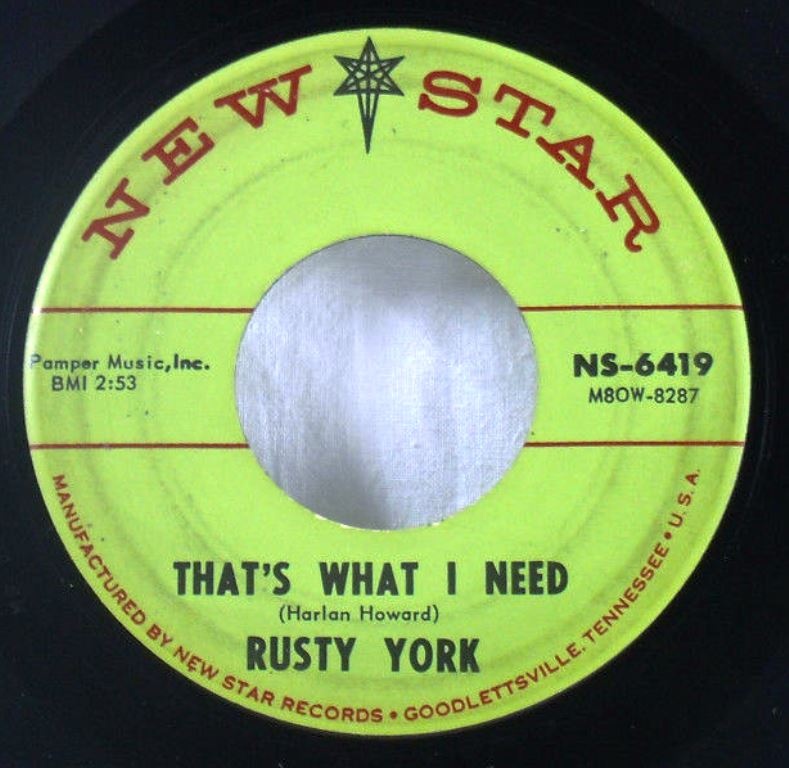 NEW STAR
Pamper Music, Inc.
BMI 2:53
NS-6419
M8OW-8287
THAT'S WHAT I NEED
(Harlan Howard)
RUSTY YORK
MANUFACTURED BY NEW STAR RECORDS • GOODLETTSVILLE, TENNESSEE • U.S.A.